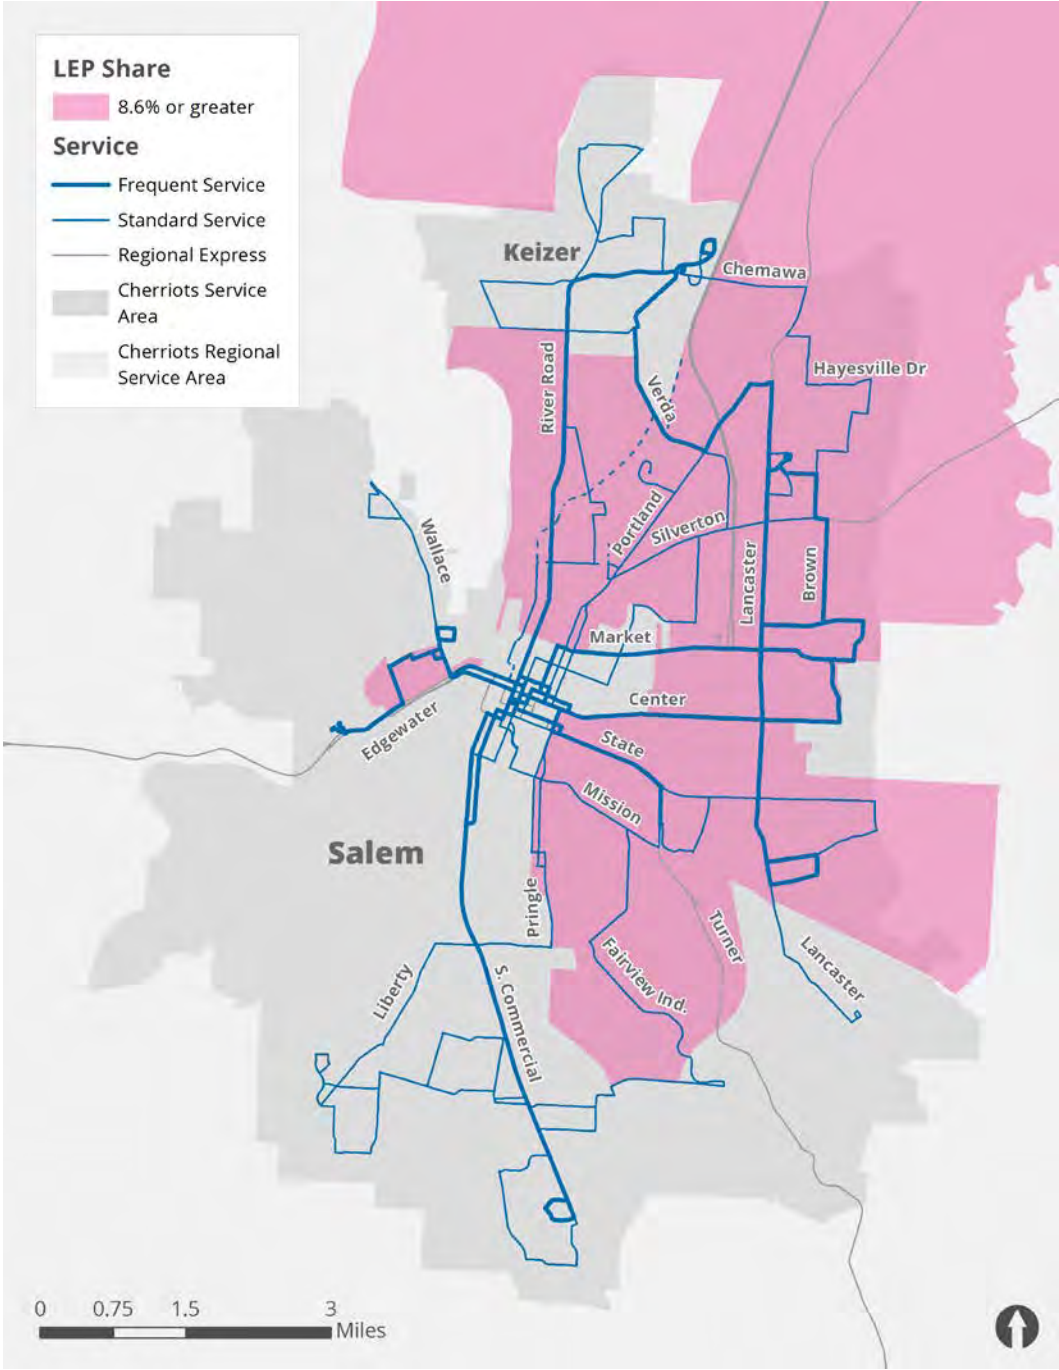 LEP Share
8.6% or greater
Service
Frequent Service
Standard Service
Regional Express
Cherriots Service
Area
Cherriots Regional
Service Area
Keizer
Chemawa
River Road
Verda
Hayesville Dr
Wallace
Portland
Silverton
Lancaster
Brown
Market
Center
Edgewater
State
Mission
Salem
Pringle
Turner
Lancaster
Fairview Ind.
Liberty
S. Commercial
0 0.75 1.5 3
Miles